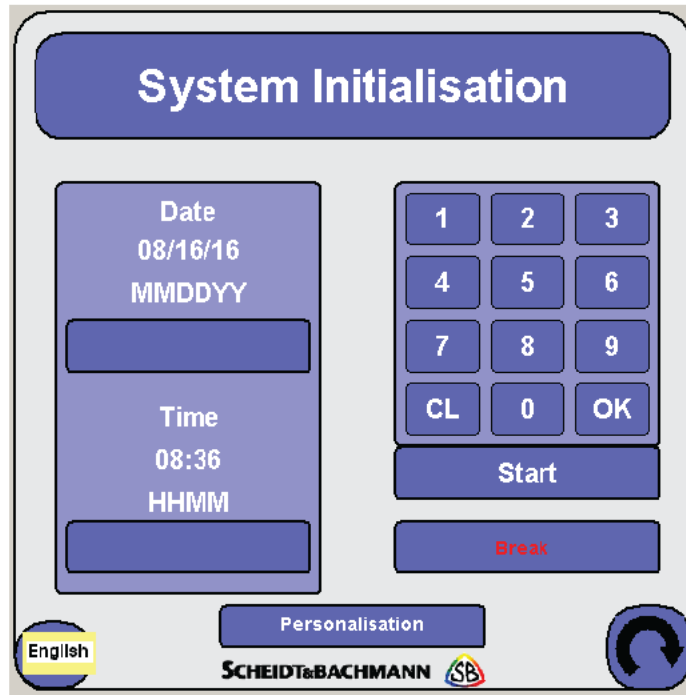 System Initialisation
Date
08/16/16
MMDDYY
Time
08:36
HHMM
1 2 3
4 5 6
7 8 9
CL 0 OK
Start
Break
Personalisation
English
SCHEIDT&BACHMANN SB